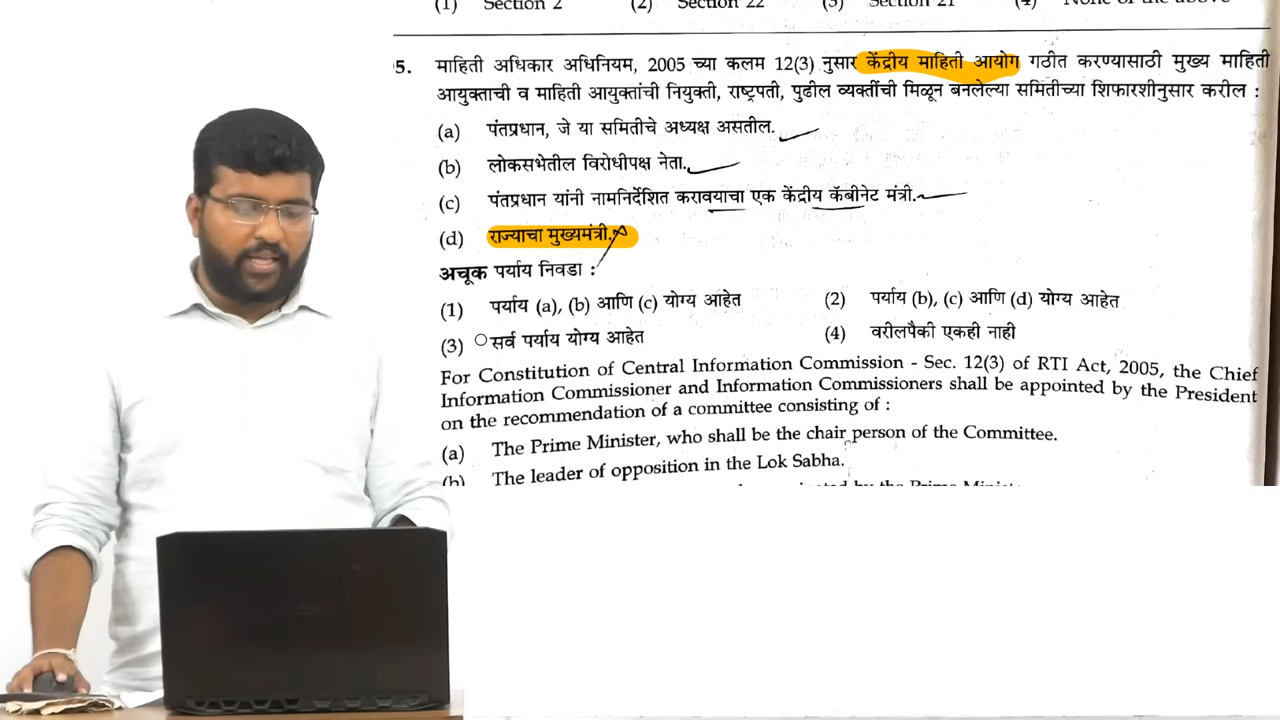 (1) Section 2 (2) Section 22 (3) Section 21 (4) None of the above
5. माहिती अधिकार अधिनियम, 2005 च्या कलम 12(3) नुसार केंद्रीय माहिती आयोग गठीत करण्यासाठी मुख्य माहिती
आयुक्ताची व माहिती आयुक्तांची नियुक्ती, राष्ट्रपती, पुढील व्यक्तींची मिळून बनलेल्या समितीच्या शिफारशीनुसार करील :
(a) पंतप्रधान, जे या समितीचे अध्यक्ष असतील.
(b) लोकसभेतील विरोधीपक्ष नेता.
(c) पंतप्रधान यांनी नामनिर्देशित करावयाचा एक केंद्रीय कॅबीनेट मंत्री.
(d) राज्याचा मुख्यमंत्री.
अचूक पर्याय निवडा :
(1) पर्याय (a), (b) आणि (c) योग्य आहेत (2) पर्याय (b), (c) आणि (d) योग्य आहेत
(3) सर्व पर्याय योग्य आहेत (4) वरीलपैकी एकही नाही
For Constitution of Central Information Commission - Sec. 12(3) of RTI Act, 2005, the Chief
Information Commissioner and Information Commissioners shall be appointed by the President
on the recommendation of a committee consisting of :
(a) The Prime Minister, who shall be the chair person of the Committee.
(b) The leader of opposition in the Lok Sabha.